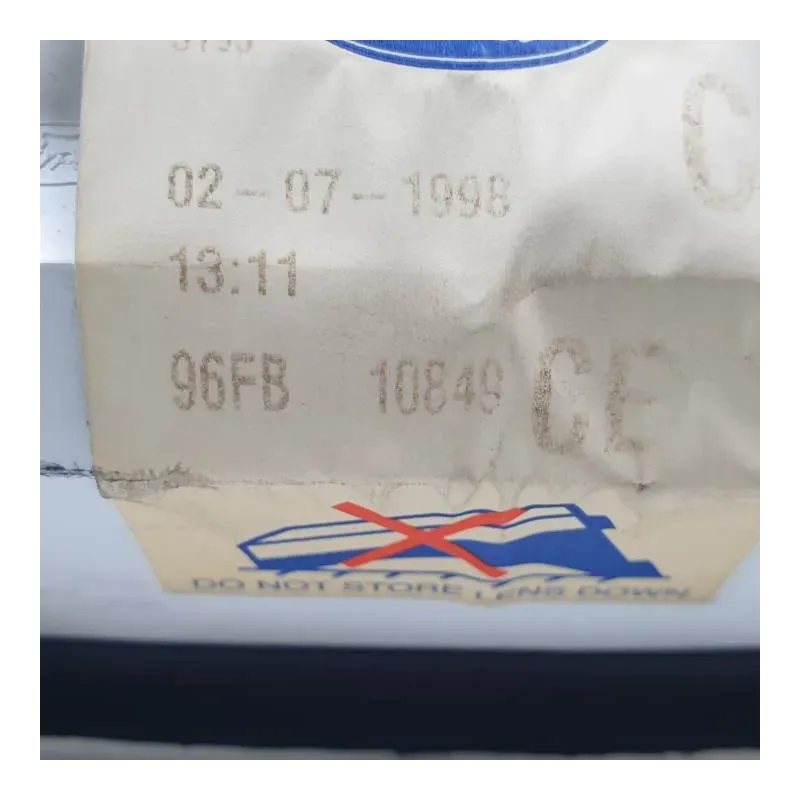 C
02-07-1998
13:11
96FB 10849 CE
DO NOT STORE LENS DOWN